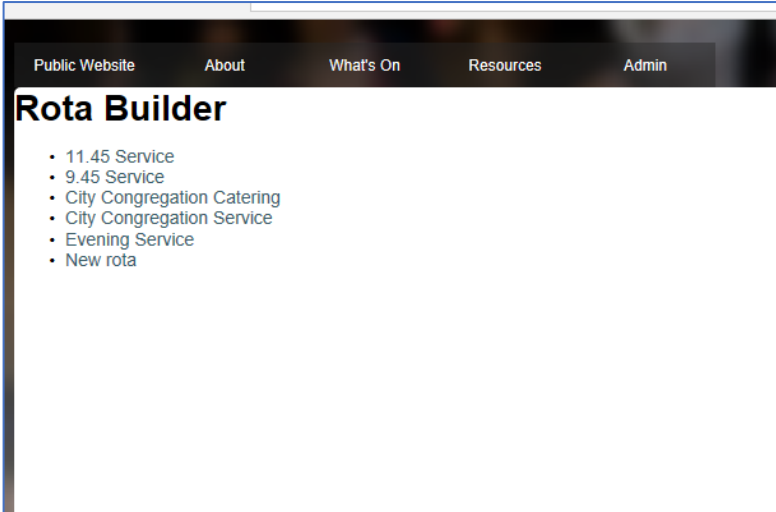 Public Website About What's On Resources Admin
Rota Builder
• 11.45 Service
• 9.45 Service
• City Congregation Catering
• City Congregation Service
• Evening Service
• New rota